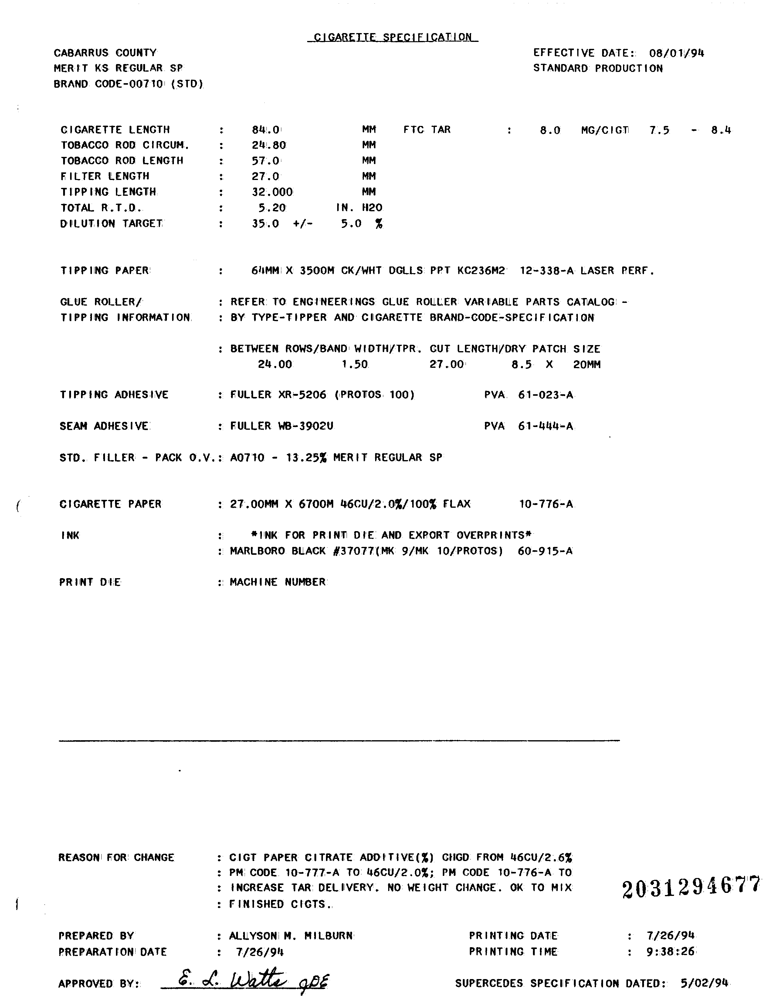 CIGARETTE SPECIFICATION
CABARRUS COUNTY EFFECTIVE DATE: 08/01/94
MERIT KS REGULAR SP STANDARD PRODUCTION
BRAND CODE-00710 (STD)
CIGARETTE LENGTH : 84.0 MM FTC TAR : 8.0 MG/CIGT 7.5 - 8.4
TOBACCO ROD CIRCUM. : 24.80 MM
TOBACCO ROD LENGTH : 57.0 MM
FILTER LENGTH : 27.0 MM
TIPPING LENGTH : 32.000 MM
TOTAL R.T.D. : 5.20 IN. H2O
DILUTION TARGET : 35.0 +/- 5.0 %
TIPPING PAPER : 64MM X 3500M CK/WHT DGLLS PPT KC236M2 12-338-A LASER PERF.
GLUE ROLLER/ : REFER TO ENGINEERINGS GLUE ROLLER VARIABLE PARTS CATALOG -
TIPPING INFORMATION : BY TYPE-TIPPER AND CIGARETTE BRAND-CODE-SPECIFICATION
: BETWEEN ROWS/BAND WIDTH/TPR. CUT LENGTH/DRY PATCH SIZE
24.00 1.50 27.00 8.5 X 20MM
TIPPING ADHESIVE : FULLER XR-5206 (PROTOS 100) PVA 61-023-A
SEAM ADHESIVE : FULLER WB-3902U PVA 61-444-A
STD. FILLER - PACK O.V.: A0710 - 13.25% MERIT REGULAR SP
CIGARETTE PAPER : 27.00MM X 6700M 46CU/2.0%/100% FLAX 10-776-A
INK : *INK FOR PRINT DIE AND EXPORT OVERPRINTS*
: MARLBORO BLACK #37077(MK 9/MK 10/PROTOS) 60-915-A
PRINT DIE : MACHINE NUMBER
REASON FOR CHANGE : CIGT PAPER CITRATE ADDITIVE(%) CHGD FROM 46CU/2.6%
: PM CODE 10-777-A TO 46CU/2.0%; PM CODE 10-776-A TO
: INCREASE TAR DELIVERY. NO WEIGHT CHANGE. OK TO MIX
: FINISHED CIGTS.
2031294677
PREPARED BY : ALLYSON M. MILBURN PRINTING DATE : 7/26/94
PREPARATION DATE : 7/26/94 PRINTING TIME : 9:38:26
APPROVED BY: E. L. Watts SUPERCEDES SPECIFICATION DATED: 5/02/94